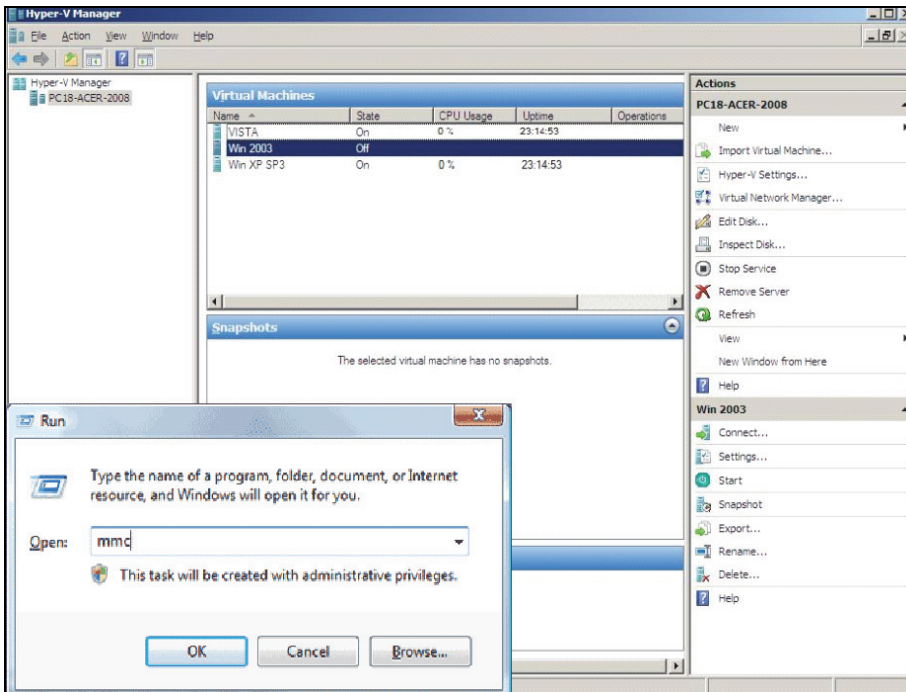 Hyper-V Manager
File Action View Window Help
Hyper-V Manager
PC18-ACER-2008
Virtual Machines
Name State CPU Usage Uptime Operations
VISTA On 0 % 23:14:53
Win 2003 Off
Win XP SP3 On 0 % 23:14:53
Snapshots
The selected virtual machine has no snapshots.
Actions
PC18-ACER-2008
New
Import Virtual Machine...
Hyper-V Settings...
Virtual Network Manager...
Edit Disk...
Inspect Disk...
Stop Service
Remove Server
Refresh
View
New Window from Here
Help
Win 2003
Connect...
Settings...
Start
Snapshot
Export...
Rename...
Delete...
Help
Run
Type the name of a program, folder, document, or Internet
resource, and Windows will open it for you.
Open: mmc
This task will be created with administrative privileges.
OK Cancel Browse...